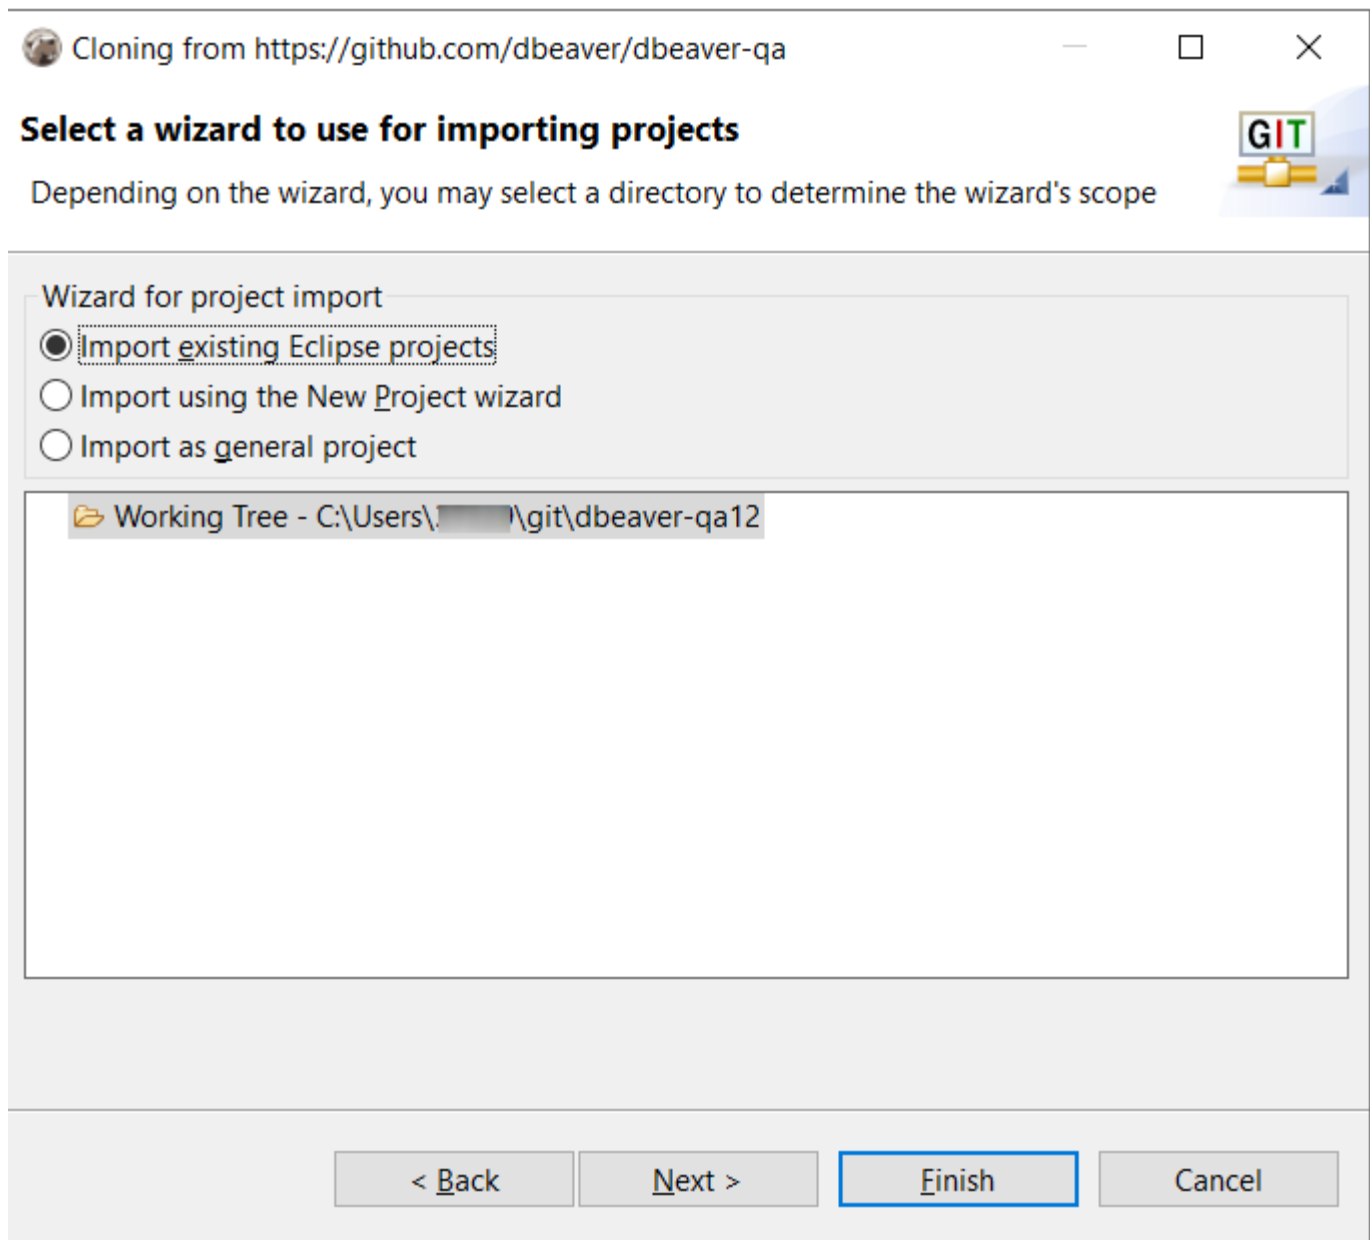 Cloning from https://github.com/dbeaver/dbeaver-qa
Select a wizard to use for importing projects
GIT
Depending on the wizard, you may select a directory to determine the wizard's scope
Wizard for project import
Import existing Eclipse projects
Import using the New Project wizard
Import as general project
Working Tree - C:\Users\ \git\dbeaver-qa12
< Back
Next >
Finish
Cancel